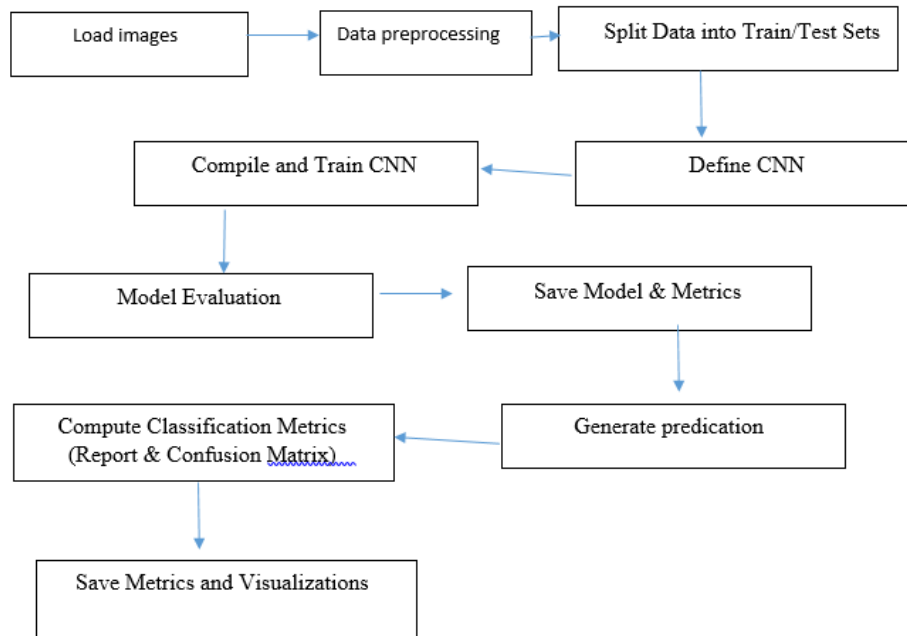 Load images
Data preprocessing
Split Data into Train/Test Sets
Define CNN
Compile and Train CNN
Model Evaluation
Save Model & Metrics
Generate predication
Compute Classification Metrics
(Report & Confusion Matrix)
Save Metrics and Visualizations